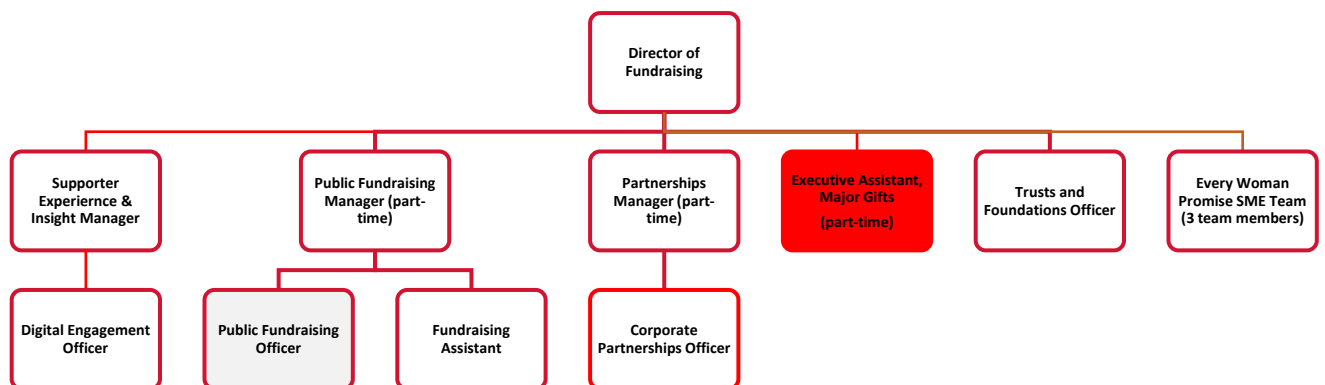 Director of
Fundraising
Supporter
Experiernce &
Insight Manager
Public Fundraising
Manager (part-
time)
Partnerships
Manager (part-
time)
Executive Assistant,
Major Gifts
(part-time)
Trusts and
Foundations Officer
Every Woman
Promise SME Team
(3 team members)
Digital Engagement
Officer
Public Fundraising
Officer
Fundraising
Assistant
Corporate
Partnerships Officer